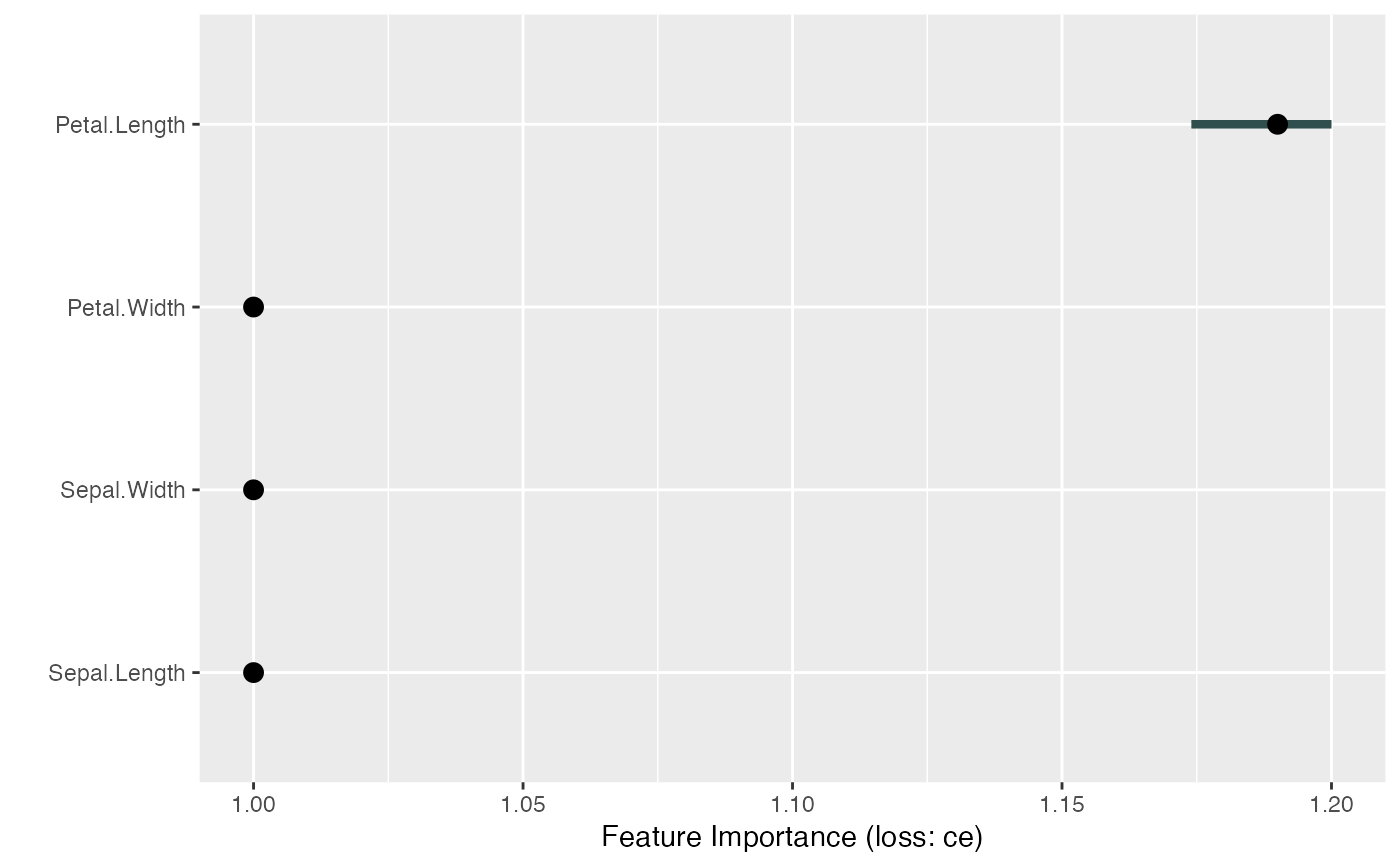 Petal.Length
Petal.Width
Sepal.Width
Sepal.Length
1.00 1.05 1.10 1.15 1.20
Feature Importance (loss: ce)